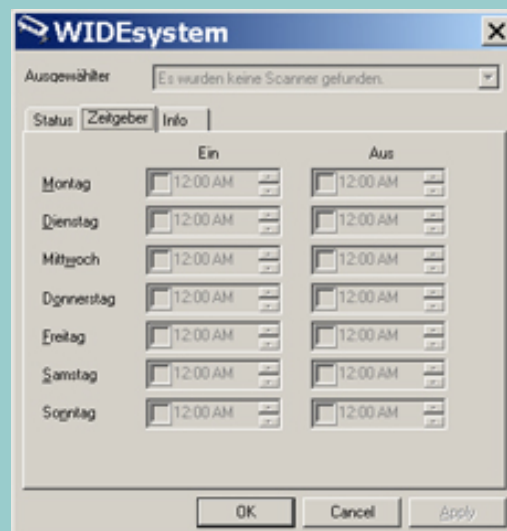 WIDEsystem
Ausgewählter Es wurden keine Scanner gefunden.
Status Zeitgeber Info
Ein Aus
Montag 12:00 AM 12:00 AM
Dienstag 12:00 AM 12:00 AM
Mittwoch 12:00 AM 12:00 AM
Donnerstag 12:00 AM 12:00 AM
Freitag 12:00 AM 12:00 AM
Samstag 12:00 AM 12:00 AM
Sonntag 12:00 AM 12:00 AM
OK Cancel Apply